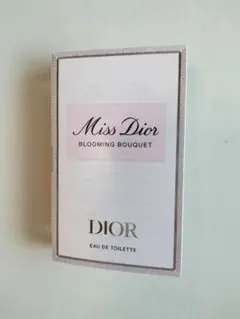 Miss Dior
BLOOMING BOUQUET
DIOR
EAU DE TOILETTE